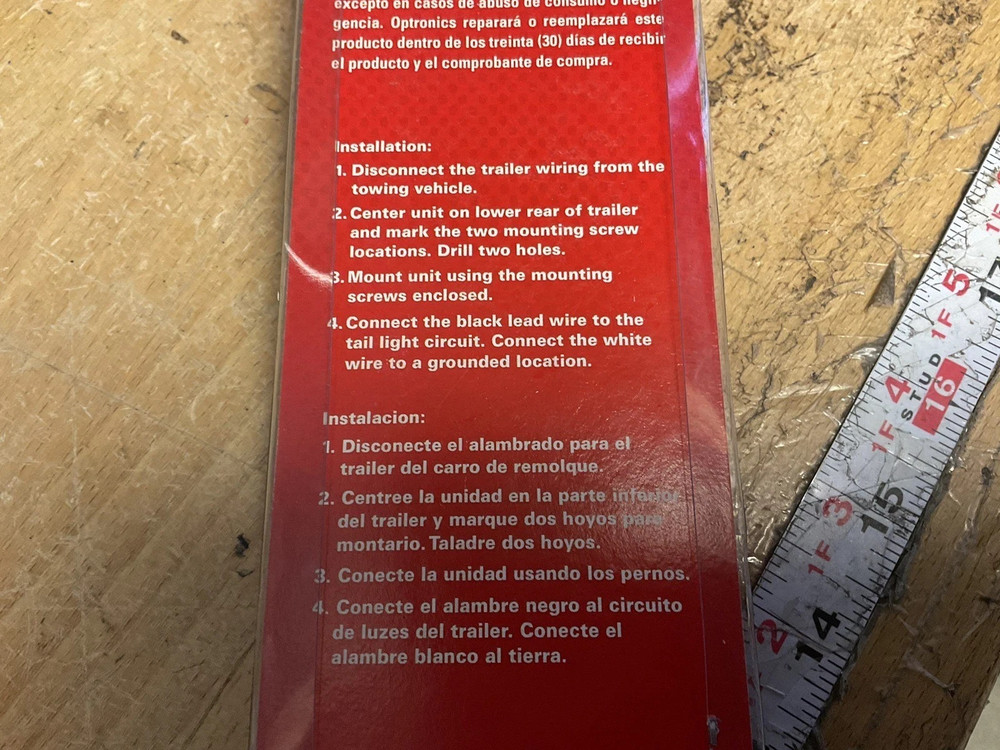 excepto en casos de abuso de consumo o negli-
gencia. Optronics reparará o reemplazará este
producto dentro de los treinta (30) días de recibir
el producto y el comprobante de compra.
Installation:
1. Disconnect the trailer wiring from the
towing vehicle.
2. Center unit on lower rear of trailer
and mark the two mounting screw
locations. Drill two holes.
3. Mount unit using the mounting
screws enclosed.
4. Connect the black lead wire to the
tail light circuit. Connect the white
wire to a grounded location.
Instalacion:
1. Disconecte el alambrado para el
trailer del carro de remolque.
2. Centree la unidad en la parte inferior
del trailer y marque dos hoyos para
montario. Taladre dos hoyos.
3. Conecte la unidad usando los pernos.
4. Conecte el alambre negro al circuito
de luzes del trailer. Conecte el
alambre blanco al tierra.
17
1F 5
STUD 16
1F 4
15
1F 3
14
2